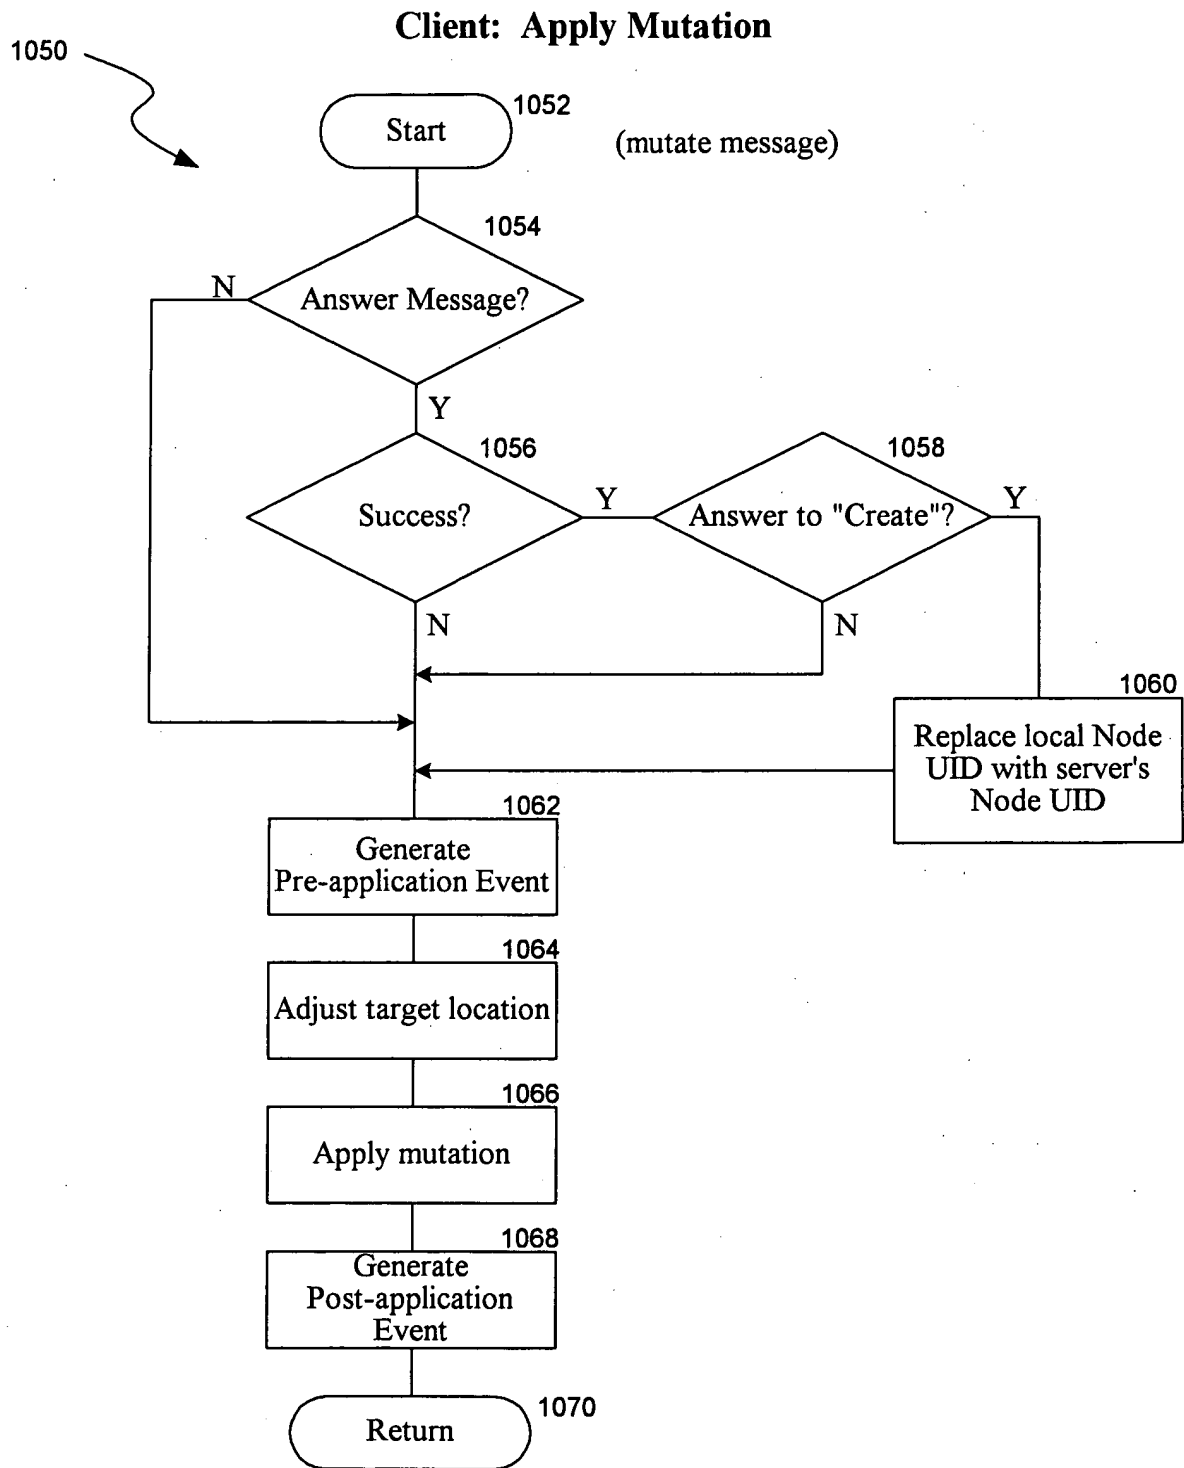 Client: Apply Mutation
1050
1052
Start
(mutate message)
1054
N
Answer Message?
Y
1056
1058
Success?
Y
Answer to "Create"?
Y
N
N
1060
Replace local Node
UID with server's
Node UID
1062
Generate
Pre-application Event
1064
Adjust target location
1066
Apply mutation
1068
Generate
Post-application
Event
1070
Return